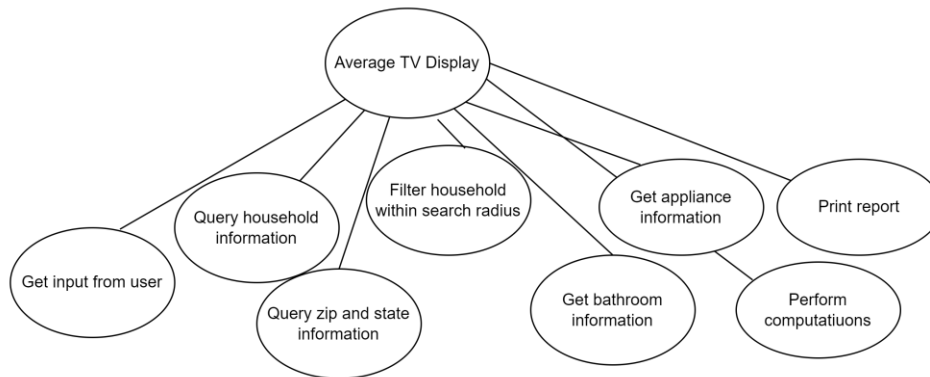 Average TV Display
Filter household
within search radius
Get appliance
information
Print report
Query household
information
Get input from user
Query zip and state
information
Get bathroom
information
Perform
computatiuons